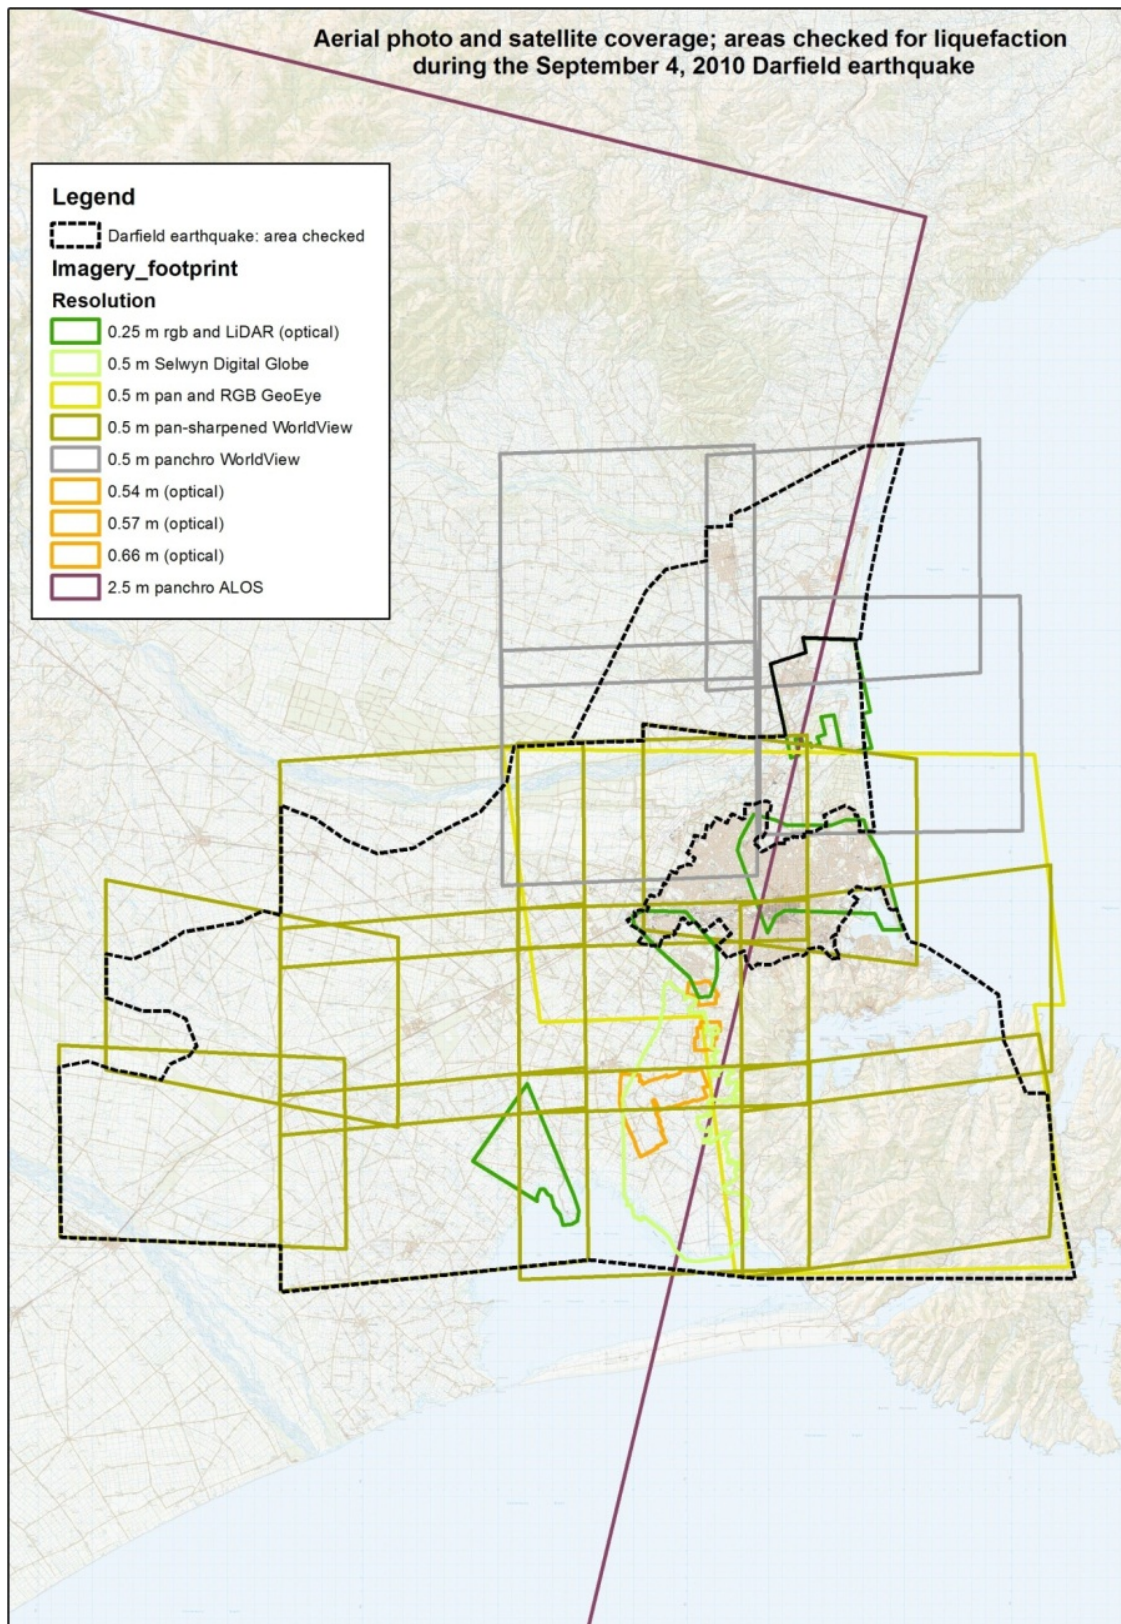 Aerial photo and satellite coverage; areas checked for liquefaction
during the September 4, 2010 Darfield earthquake
Legend
Darfield earthquake: area checked
Imagery_footprint
Resolution
0.25 m rgb and LiDAR (optical)
0.5 m Selwyn Digital Globe
0.5 m pan and RGB GeoEye
0.5 m pan-sharpened WorldView
0.5 m panchro WorldView
0.54 m (optical)
0.57 m (optical)
0.66 m (optical)
2.5 m panchro ALOS